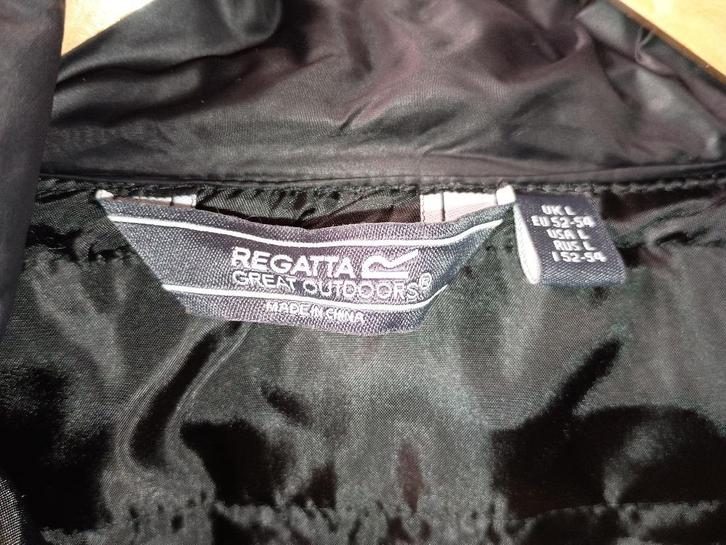 REGATTA
GREAT OUTDOORS®
MADE IN CHINA
UK L
EU 52-54
USA L
RUS L
I 52-54